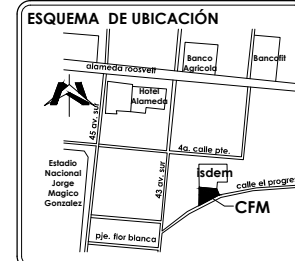 ESQUEMA DE UBICACIÓN
Banco
Agricola
Bancofit
alameda roosvelt
Hotel
Alameda
45 av. sur
4a. calle pte.
Estadio
Nacional
Jorge
Magico
Gonzalez
43 av. sur
isdem
calle el progre
CFM
pje. flor blanca